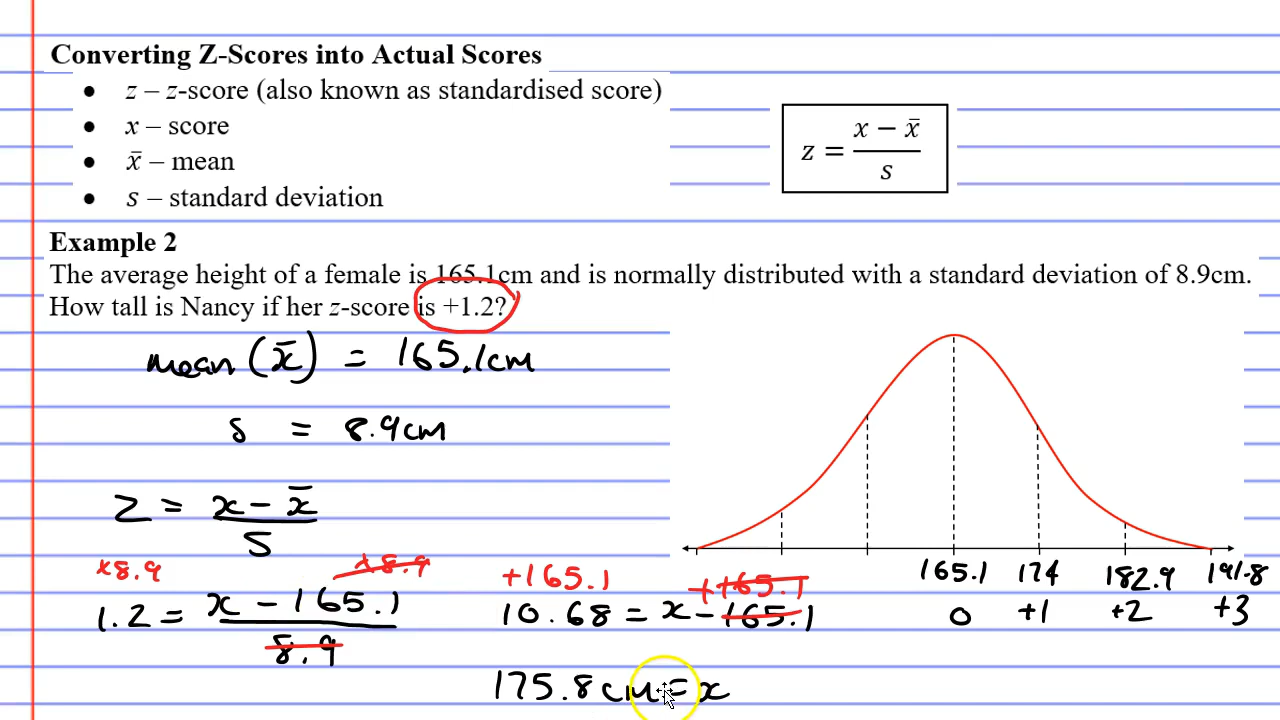 Converting Z-Scores into Actual Scores
• z – z-score (also known as standardised score)
• x – score
• x̄ – mean
• s – standard deviation
z = (x − x̄)/s
Example 2
The average height of a female is 165.1cm and is normally distributed with a standard deviation of 8.9cm.
How tall is Nancy if her z-score is +1.2?
mean (x̄) = 165.1cm
s = 8.9cm
z = (x − x̄)/s
×8.9 ×8.9
1.2 = (x − 165.1)/8.9
+165.1 +165.1
10.68 = x − 165.1
175.8cm = x
165.1 174 182.9 191.8
0 +1 +2 +3